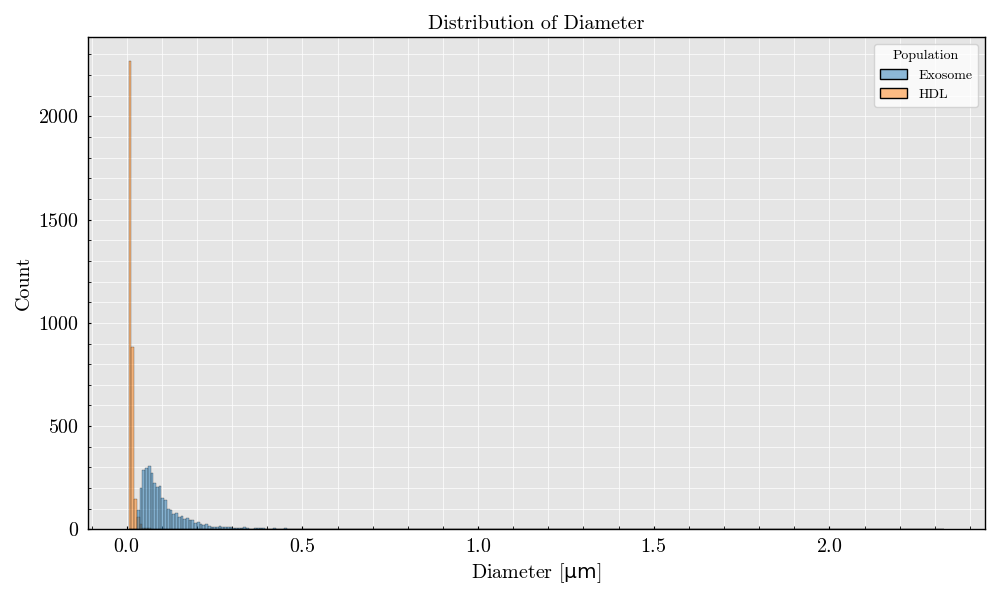 Distribution of Diameter
Population
Exosome
HDL
2000
1500
1000
500
0
Count
0.0 0.5 1.0 1.5 2.0
Diameter [μm]